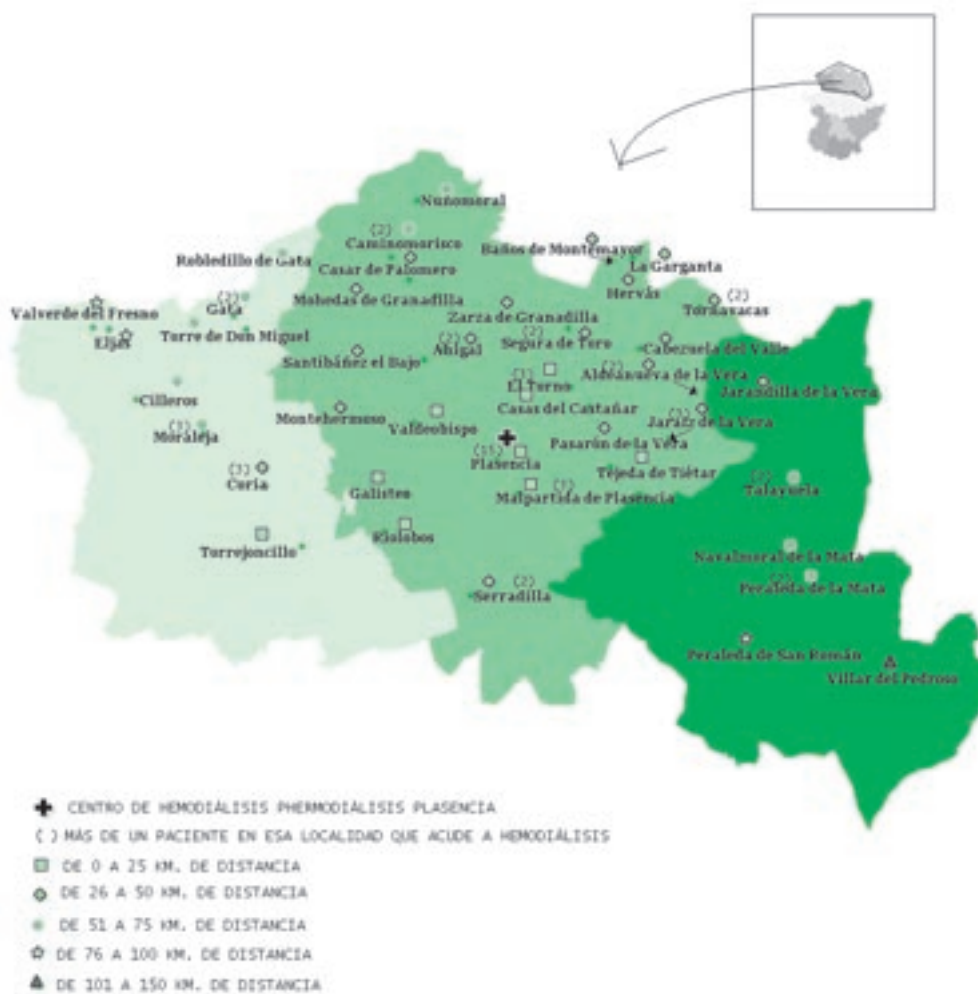 Nuñomoral
(2)
Caminomorisco
Robledillo de Gata
Casar de Palomero
Baños de Montemayor
La Garganta
Hervás
Mohedas de Granadilla
(2)
Tornavacas
Valverde del Fresno
(2)
Gata
Zarza de Granadilla
Eljas
Torre de Don Miguel
(2)
Ahigal
(2)
Segura de Toro
Cabezuela del Valle
Santibáñez el Bajo
Aldeanueva de la Vera
El Torno
Jarandilla de la Vera
Cilleros
Casas del Castañar
Montehermoso
Valdeobispo
Jaraíz de la Vera
Moraleja
Pasarón de la Vera
(15)
Plasencia
(3)
Coria
Tejeda de Tiétar
Galisteo
Malpartida de Plasencia
Talayuela
Riolobos
Torrejoncillo
Navalmoral de la Mata
Peraleda de la Mata
(2)
Serradilla
Peraleda de San Román
Villar del Pedroso
CENTRO DE HEMODIÁLISIS PHERMODIÁLISIS PLASENCIA
( ) MÁS DE UN PACIENTE EN ESA LOCALIDAD QUE ACUDE A HEMODIÁLISIS
DE 0 A 25 KM. DE DISTANCIA
DE 26 A 50 KM. DE DISTANCIA
DE 51 A 75 KM. DE DISTANCIA
DE 76 A 100 KM. DE DISTANCIA
DE 101 A 150 KM. DE DISTANCIA